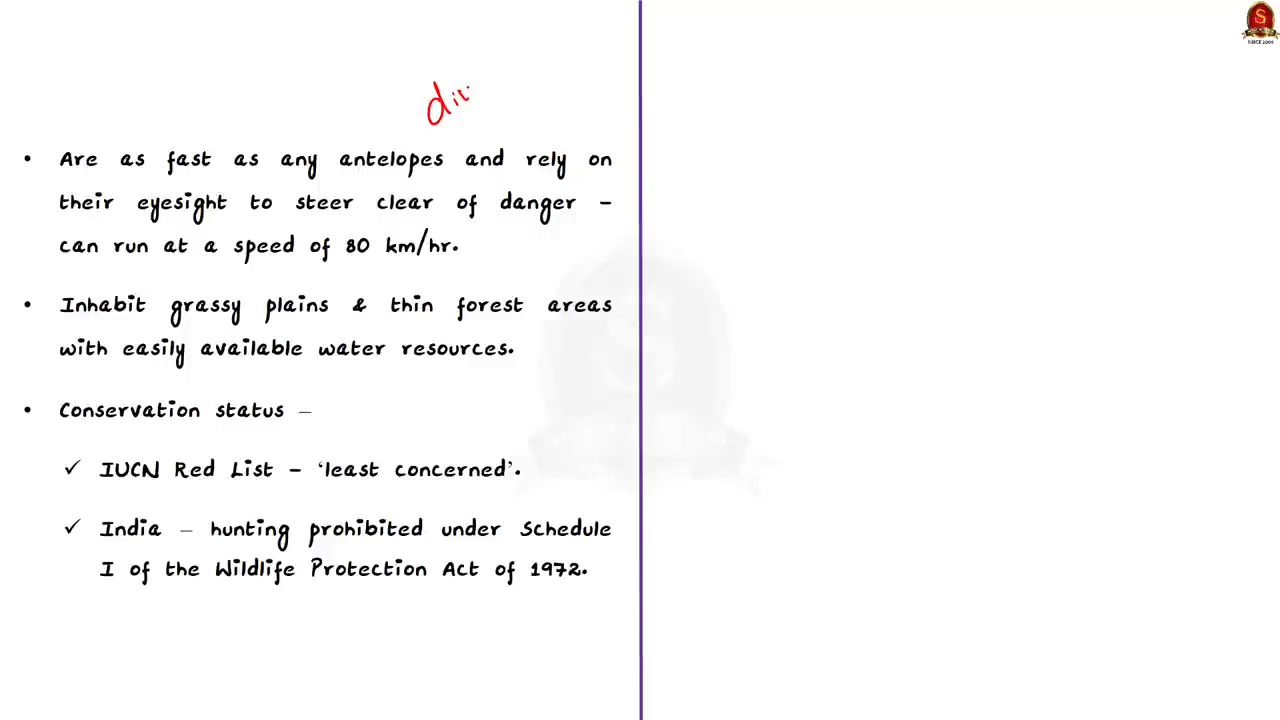 S
SINCE 2004
• Are as fast as any antelopes and rely on
their eyesight to steer clear of danger –
can run at a speed of 80 km/hr.
• Inhabit grassy plains & thin forest areas
with easily available water resources.
• Conservation status –
✓ IUCN Red List – 'least concerned'.
✓ India – hunting prohibited under Schedule
I of the Wildlife Protection Act of 1972.